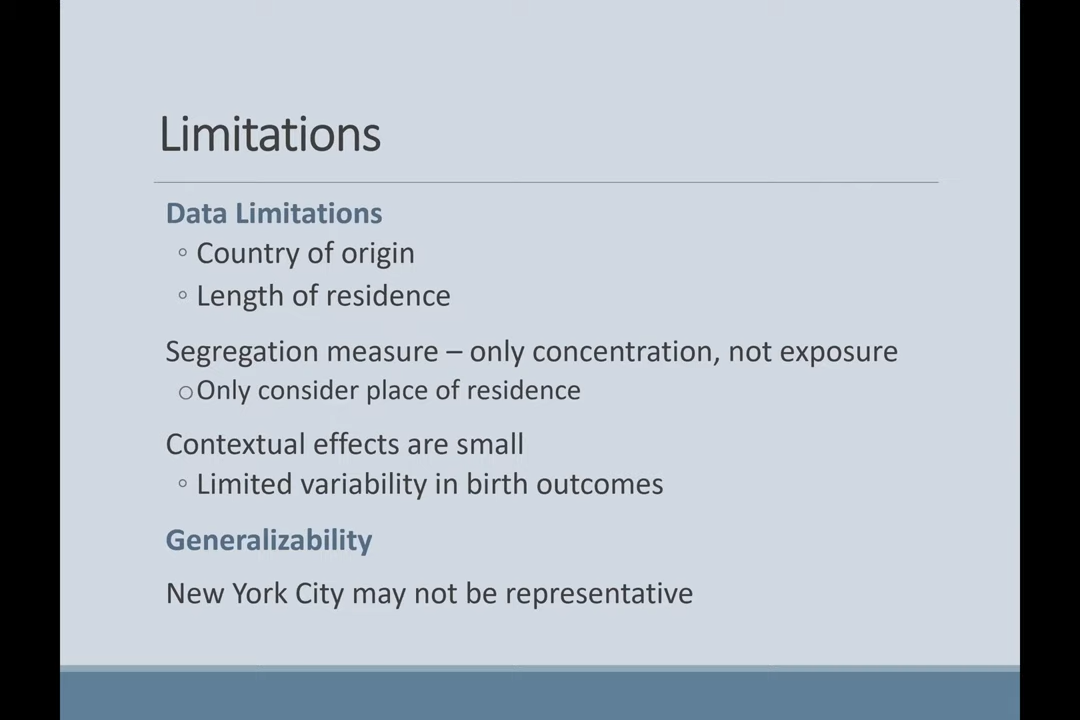 Limitations
Data Limitations
◦ Country of origin
◦ Length of residence
Segregation measure – only concentration, not exposure
oOnly consider place of residence
Contextual effects are small
◦ Limited variability in birth outcomes
Generalizability
New York City may not be representative